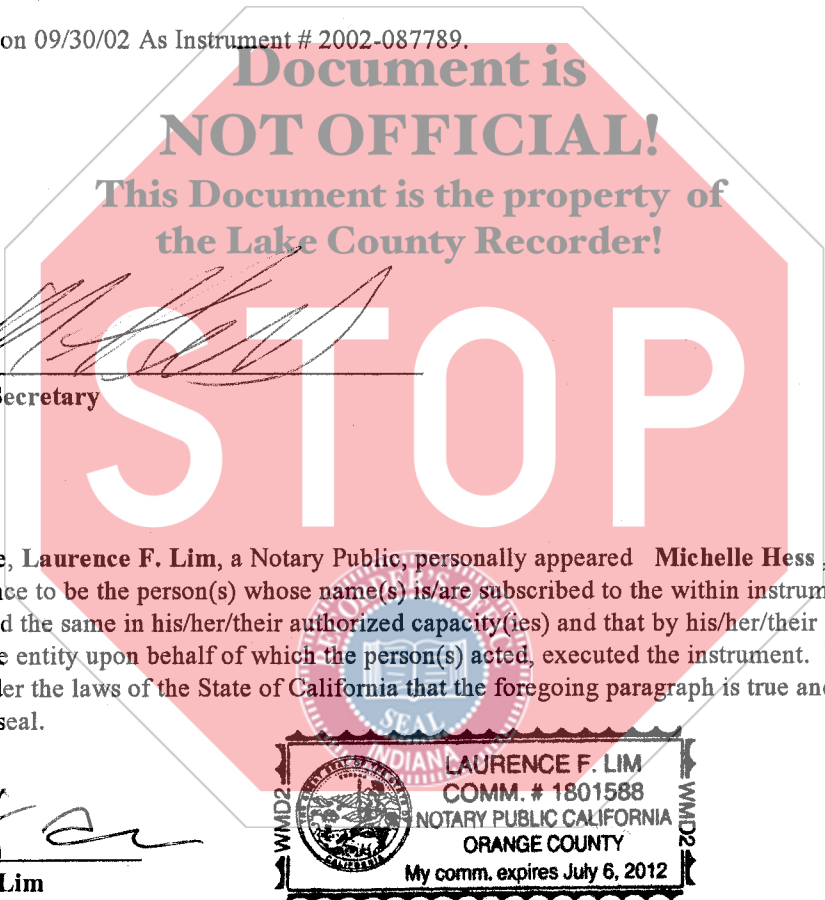 on 09/30/02 As Instrument # 2002-087789.
Document is
NOT OFFICIAL!
This Document is the property of
the Lake County Recorder!
STOP
ecretary
e, Laurence F. Lim, a Notary Public, personally appeared Michelle Hess ,
nce to be the person(s) whose name(s) is/are subscribed to the within instrum
d the same in his/her/their authorized capacity(ies) and that by his/her/their
e entity upon behalf of which the person(s) acted, executed the instrument.
der the laws of the State of California that the foregoing paragraph is true and
seal.
RECORDER'S OFFICE
SEAL
INDIANA
LAURENCE F. LIM
COMM. # 1801588
NOTARY PUBLIC CALIFORNIA
ORANGE COUNTY
My comm. expires July 6, 2012
WMD2
WMD2
CALIFORNIA
Lim